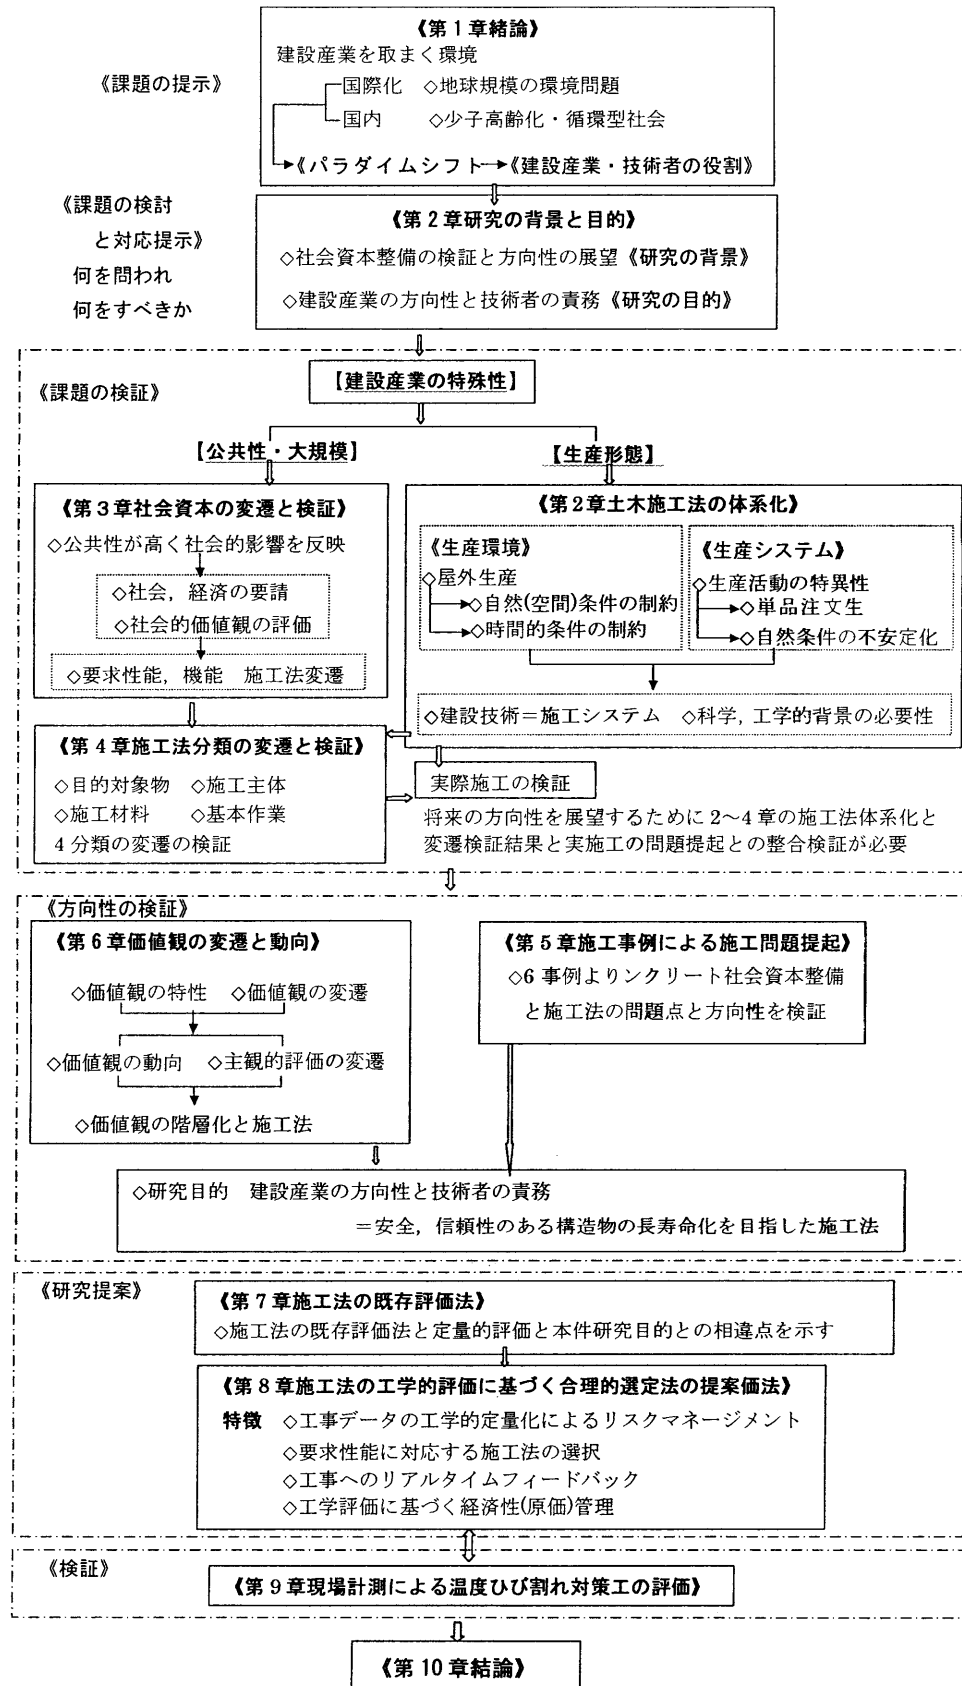 《第1章緒論》
建設産業を取まく環境
《課題の提示》
国際化 ◇地球規模の環境問題
国内 ◇少子高齢化・循環型社会
《パラダイムシフト 《建設産業・技術者の役割》
《課題の検討
と対応提示》
何を問われ
何をすべきか
《第2章研究の背景と目的》
◇社会資本整備の検証と方向性の展望《研究の背景》
◇建設産業の方向性と技術者の責務《研究の目的》
《課題の検証》
【建設産業の特殊性】
【公共性・大規模】
【生産形態】
《第3章社会資本の変遷と検証》
◇公共性が高く社会的影響を反映
◇社会,経済の要請
◇社会的価値観の評価
◇要求性能,機能 施工法変遷
《第2章土木施工法の体系化》
《生産環境》
◇屋外生産
◇自然(空間)条件の制約
◇時間的条件の制約
《生産システム》
◇生産活動の特異性
◇単品注文生
◇自然条件の不安定化
◇建設技術=施工システム ◇科学,工学的背景の必要性
《第4章施工法分類の変遷と検証》
◇目的対象物 ◇施工主体
◇施工材料 ◇基本作業
4分類の変遷の検証
実際施工の検証
将来の方向性を展望するために2~4章の施工法体系化と
変遷検証結果と実施工の問題提起との整合検証が必要
《方向性の検証》
《第6章価値観の変遷と動向》
◇価値観の特性 ◇価値観の変遷
◇価値観の動向 ◇主観的評価の変遷
◇価値観の階層化と施工法
《第5章施工事例による施工問題提起》
◇6事例よりンクリート社会資本整備
と施工法の問題点と方向性を検証
◇研究目的 建設産業の方向性と技術者の責務
=安全,信頼性のある構造物の長寿命化を目指した施工法
《研究提案》
《第7章施工法の既存評価法》
◇施工法の既存評価法と定量的評価と本件研究目的との相違点を示す
《第8章施工法の工学的評価に基づく合理的選定法の提案価法》
特徴 ◇工事データの工学的定量化によるリスクマネージメント
◇要求性能に対応する施工法の選択
◇工事へのリアルタイムフィードバック
◇工学評価に基づく経済性(原価)管理
《検証》
《第9章現場計測による温度ひび割れ対策工の評価》
《第10章結論》